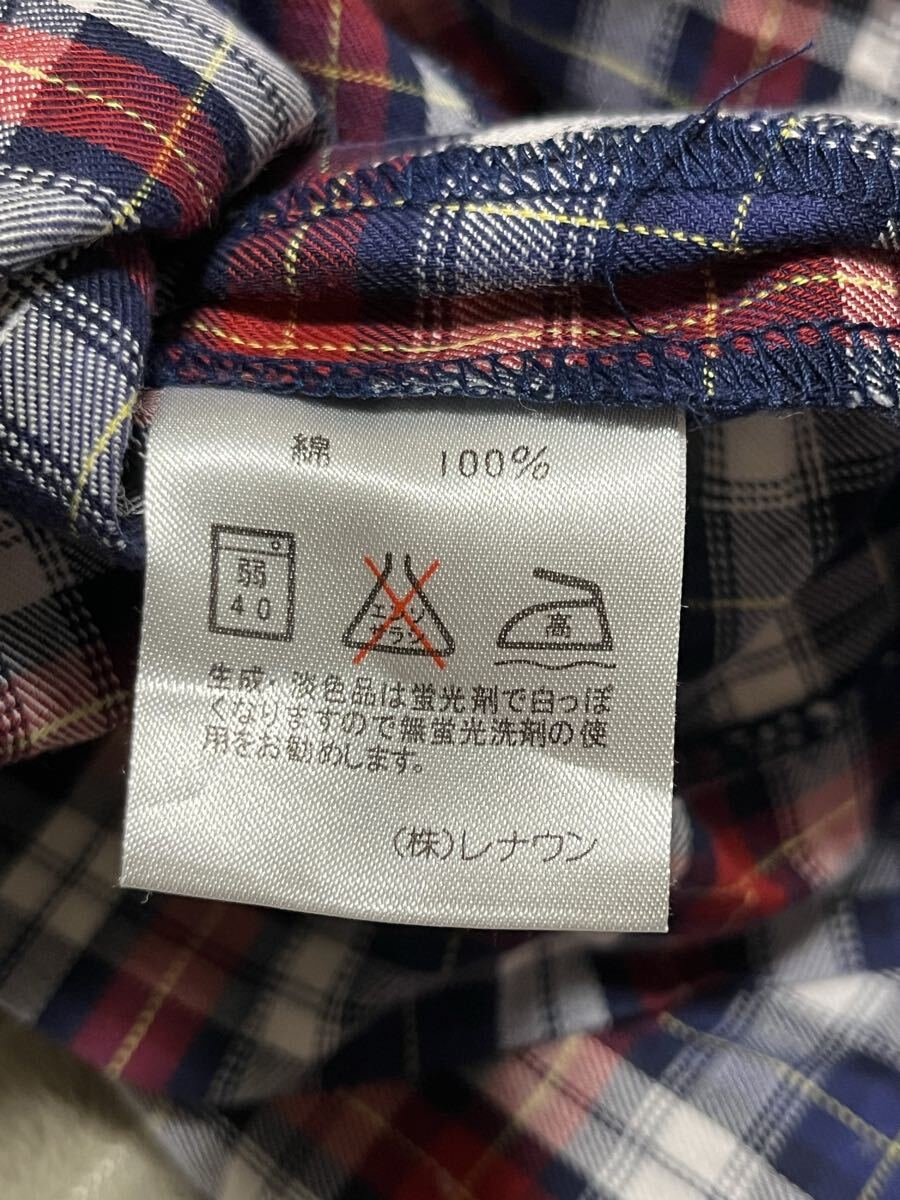 綿 100%
弱
40
エンソ
カラサ
高
生成・淡色品は蛍光剤で白っぽ
くなりますので無蛍光洗剤の使
用をお勧めします。
(株)レナウン